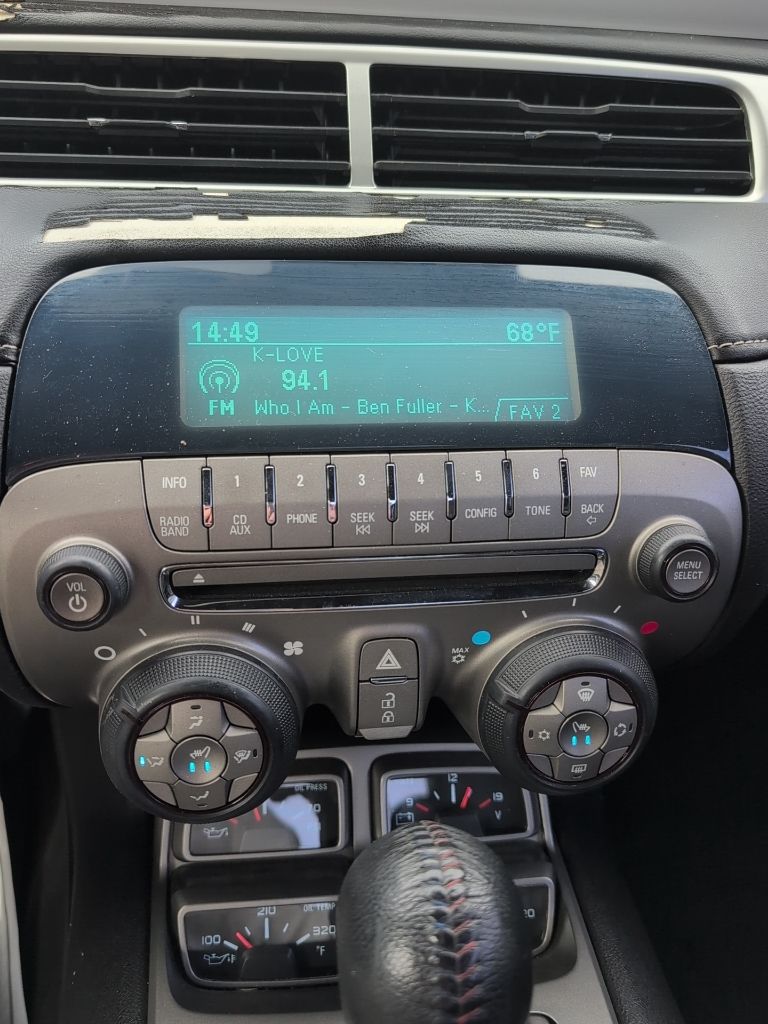 14:49 68°F
K-LOVE
94.1
FM Who I Am - Ben Fuller - K... FAV 2
INFO 1 2 3 4 5 6 FAV
RADIO BAND CD AUX PHONE SEEK SEEK CONFIG TONE BACK
VOL
MENU SELECT
MAX
OIL PRESS
9 12 19
V
OIL TEMP
100 210 320
°F